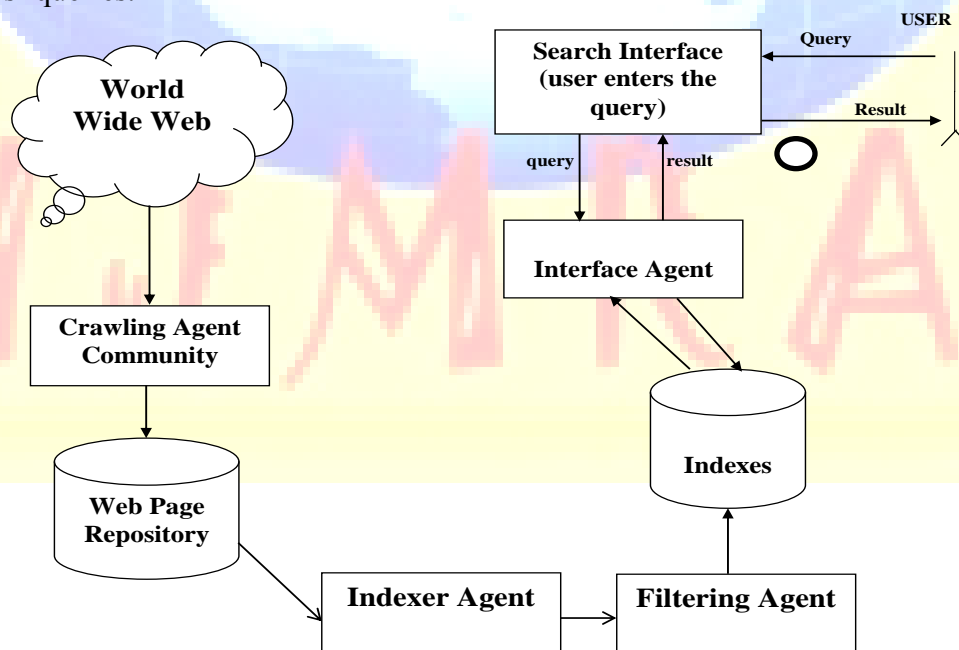 USER
Query
Search Interface
(user enters the
query)
Result
World
Wide Web
query
result
Interface Agent
Crawling Agent
Community
Indexes
Web Page
Repository
Indexer Agent
Filtering Agent